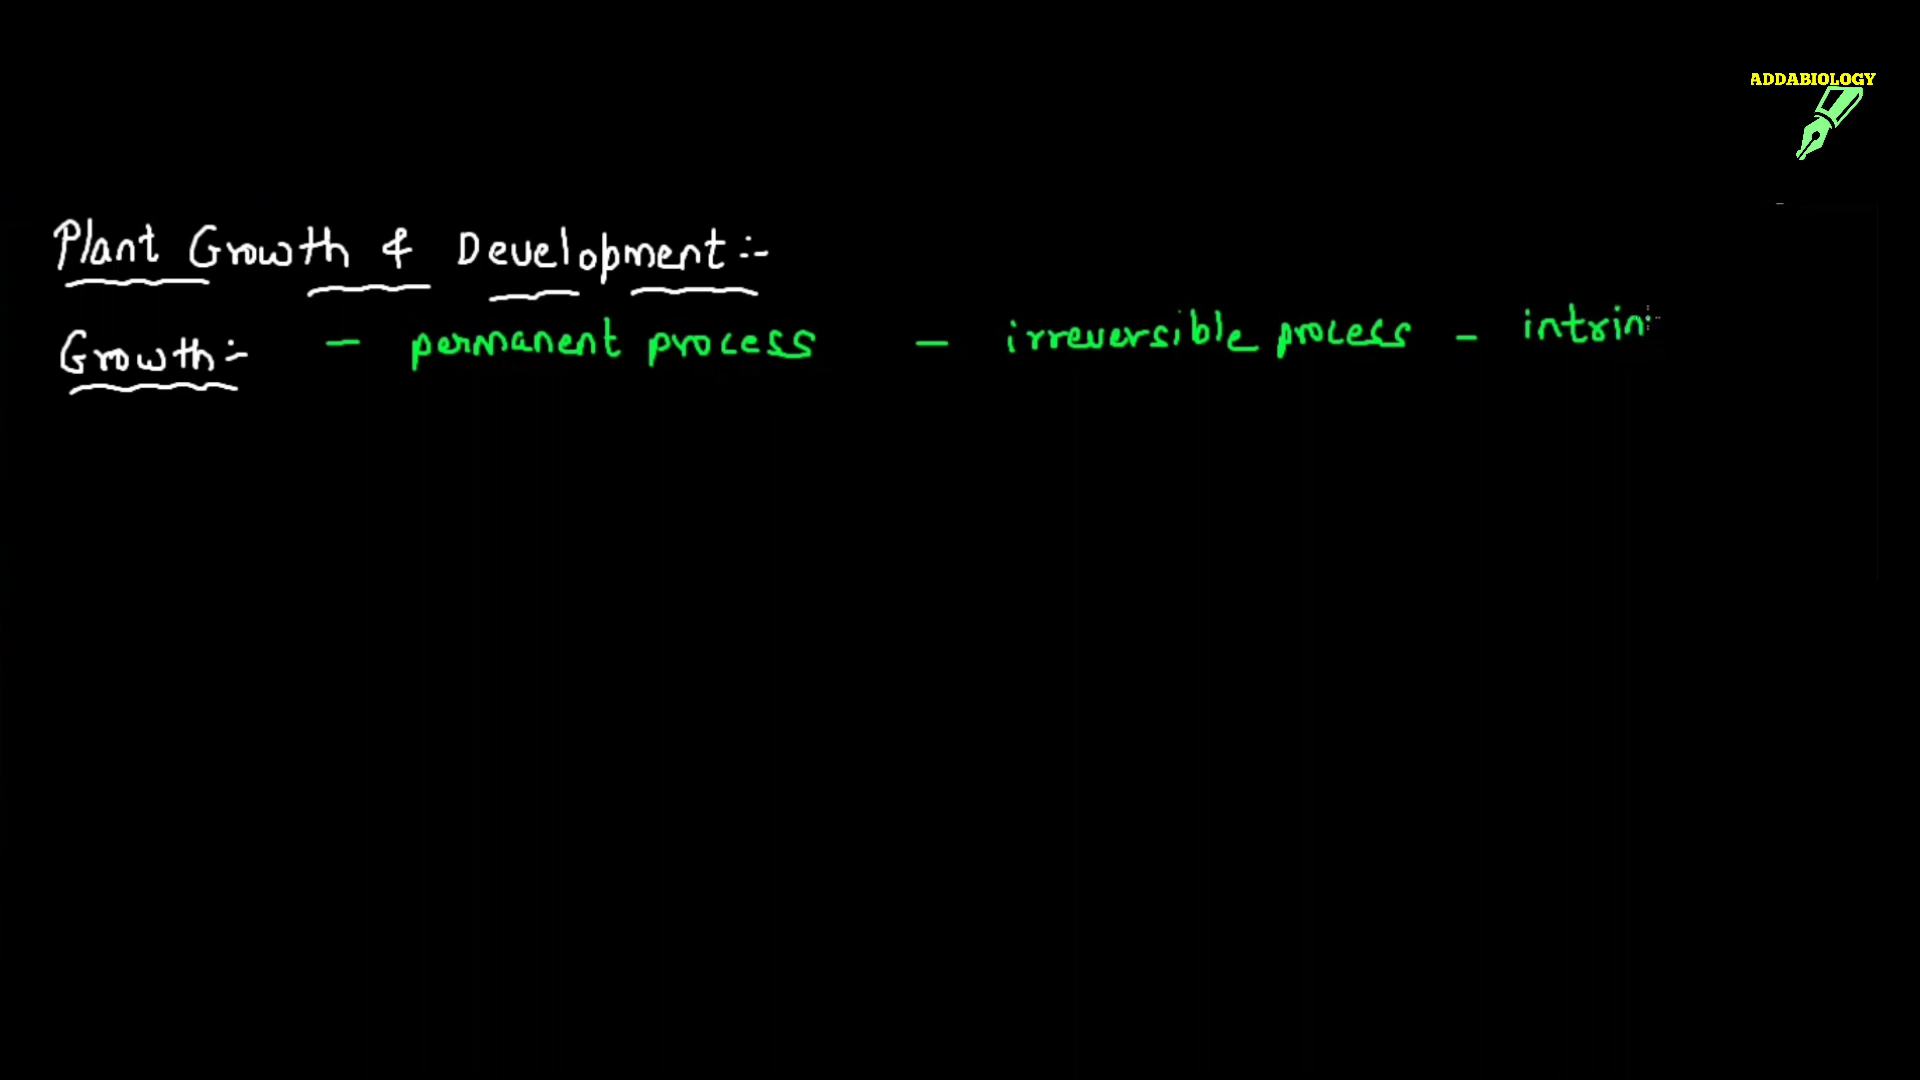 ADDABIOLOGY
Plant Growth & Development :-
Growth :- - permanent process - irreversible process - intrin